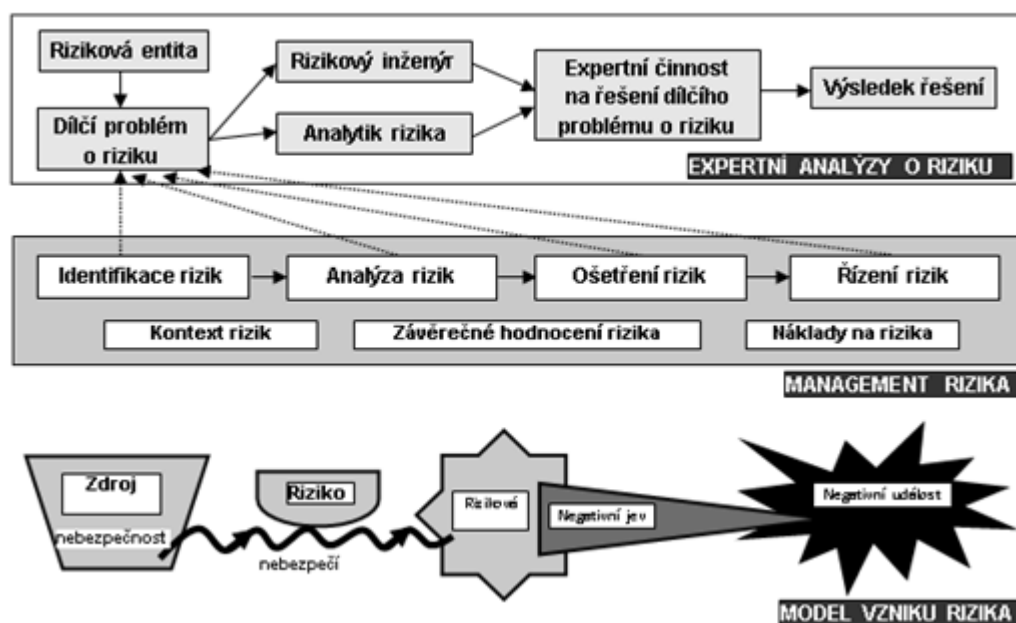 Riziková entita
Rizikový inženýr
Expertní činnost
na řešení dílčího
problému o riziku
Výsledek řešení
Dílčí problém
o riziku
Analytik rizika
EXPERTNÍ ANALÝZY O RIZIKU
Identifikace rizik
Analýza rizik
Ošetření rizik
Řízení rizik
Kontext rizik
Závěrečné hodnocení rizika
Náklady na rizika
MANAGEMENT RIZIKA
Zdroj
nebezpečnost
Riziko
nebezpečí
Riziková
Negativní jev
Negativní událost
MODEL VZNIKU RIZIKA